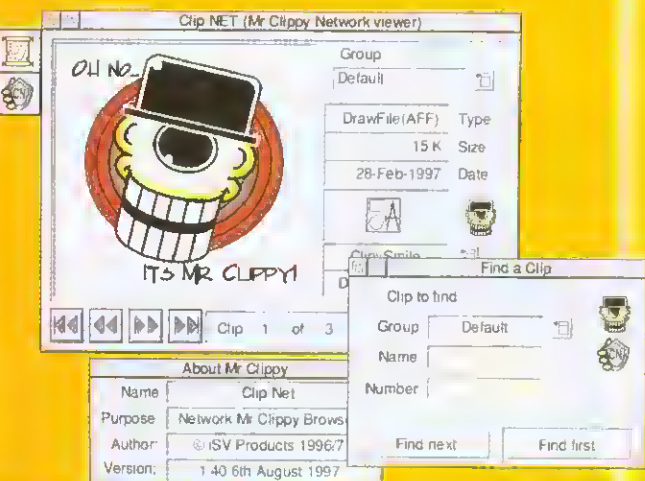 Clip NET (Mr Clippy Network viewer)
OH NO_
Group
Default
DrawFile(AFF) Type
15 K Size
28-Feb-1997 Date
Clip 1 of 3
ITS MR CLIPPY!
Find a Clip
Clip to find
Group Default
Name
Number
Find next Find first
About Mr Clippy
Name Clip Net
Purpose Network Mr Clippy Brows
Author: © iSV Products 1996/7
Version: 1 40 6th August 1997